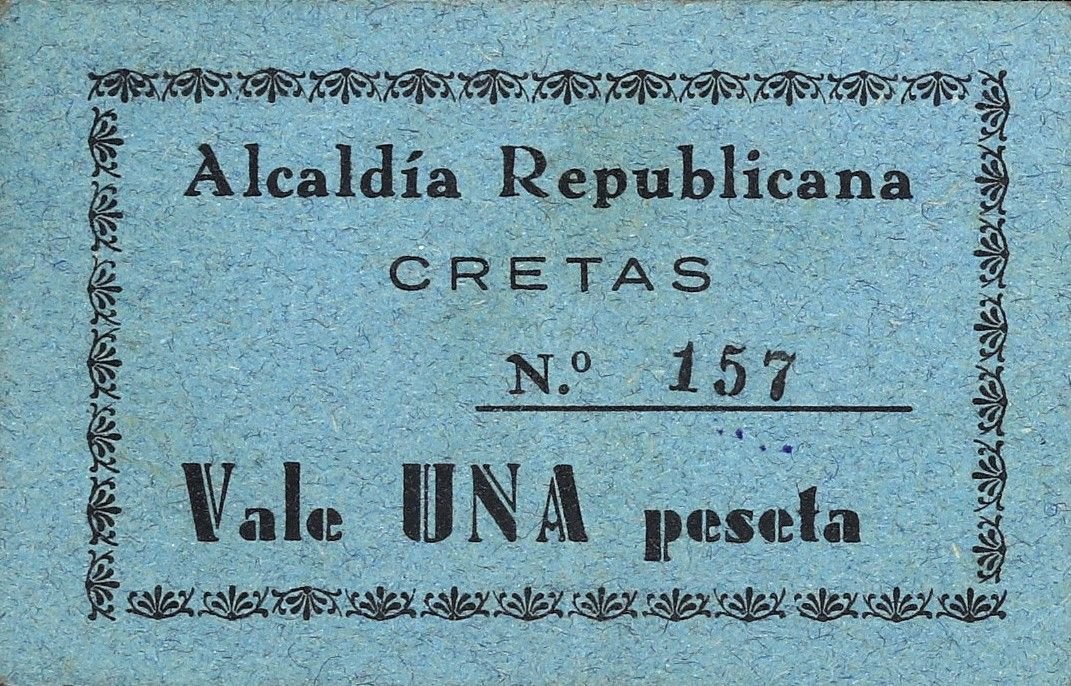 Alcaldía Republicana
CRETAS
N.º 157
Vale UNA peseta